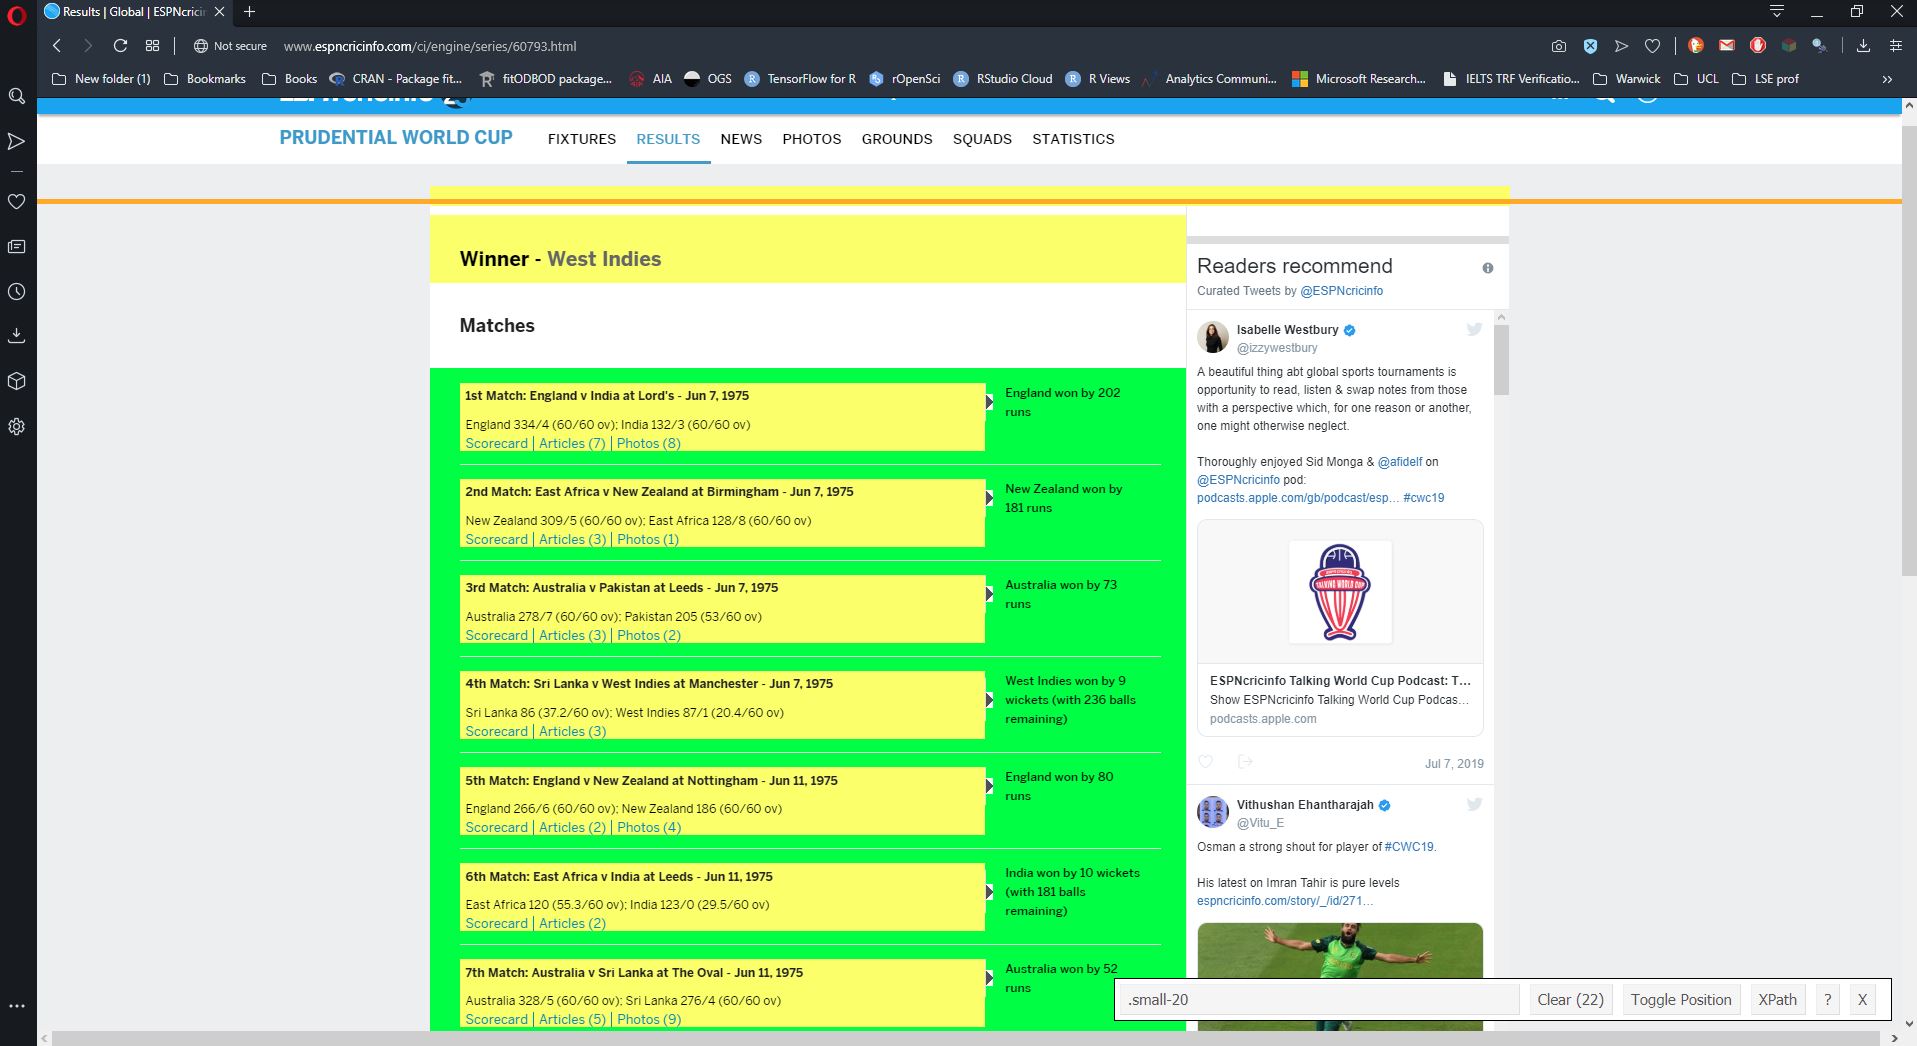 Results | Global | ESPNcricin
Not secure
www.espncricinfo.com/ci/engine/series/60793.html
New folder (1)
Bookmarks
Books
CRAN - Package fit...
fitODBOD package...
AIA
OGS
TensorFlow for R
rOpenSci
RStudio Cloud
R Views
Analytics Communi...
Microsoft Research...
IELTS TRF Verificatio...
Warwick
UCL
LSE prof
PRUDENTIAL WORLD CUP
FIXTURES
RESULTS
NEWS
PHOTOS
GROUNDS
SQUADS
STATISTICS
Winner - West Indies
Matches
1st Match: England v India at Lord's - Jun 7, 1975
England 334/4 (60/60 ov); India 132/3 (60/60 ov)
Scorecard | Articles (7) | Photos (8)
England won by 202
runs
2nd Match: East Africa v New Zealand at Birmingham - Jun 7, 1975
New Zealand 309/5 (60/60 ov); East Africa 128/8 (60/60 ov)
Scorecard | Articles (3) | Photos (1)
New Zealand won by
181 runs
3rd Match: Australia v Pakistan at Leeds - Jun 7, 1975
Australia 278/7 (60/60 ov); Pakistan 205 (53/60 ov)
Scorecard | Articles (3) | Photos (2)
Australia won by 73
runs
4th Match: Sri Lanka v West Indies at Manchester - Jun 7, 1975
Sri Lanka 86 (37.2/60 ov); West Indies 87/1 (20.4/60 ov)
Scorecard | Articles (3)
West Indies won by 9
wickets (with 236 balls
remaining)
5th Match: England v New Zealand at Nottingham - Jun 11, 1975
England 266/6 (60/60 ov); New Zealand 186 (60/60 ov)
Scorecard | Articles (2) | Photos (4)
England won by 80
runs
6th Match: East Africa v India at Leeds - Jun 11, 1975
East Africa 120 (55.3/60 ov); India 123/0 (29.5/60 ov)
Scorecard | Articles (2)
India won by 10 wickets
(with 181 balls
remaining)
7th Match: Australia v Sri Lanka at The Oval - Jun 11, 1975
Australia 328/5 (60/60 ov); Sri Lanka 276/4 (60/60 ov)
Scorecard | Articles (5) | Photos (9)
Australia won by 52
runs
Readers recommend
Curated Tweets by @ESPNcricinfo
Isabelle Westbury
@izzywestbury
A beautiful thing abt global sports tournaments is
opportunity to read, listen & swap notes from those
with a perspective which, for one reason or another,
one might otherwise neglect.
Thoroughly enjoyed Sid Monga & @afidelf on
@ESPNcricinfo pod:
podcasts.apple.com/gb/podcast/esp... #cwc19
TALKING WORLD CUP
ESPNcricinfo Talking World Cup Podcast: T...
Show ESPNcricinfo Talking World Cup Podcas...
podcasts.apple.com
Jul 7, 2019
Vithushan Ehantharajah
@Vitu_E
Osman a strong shout for player of #CWC19.
His latest on Imran Tahir is pure levels
espncricinfo.com/story/_/id/271...
.small-20
Clear (22)
Toggle Position
XPath
?
X